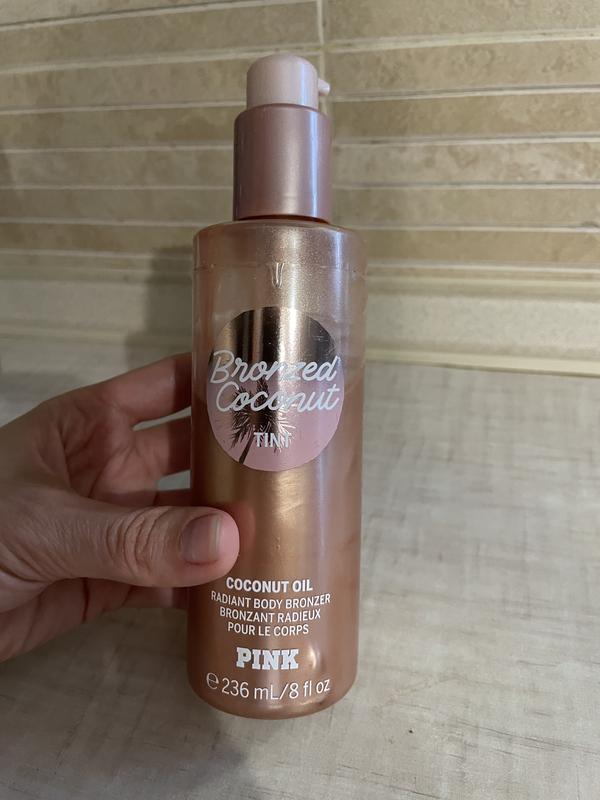 Bronzed
Coconut
TINT
COCONUT OIL
RADIANT BODY BRONZER
BRONZANT RADIEUX
POUR LE CORPS
PINK
℮ 236 mL/8 fl oz